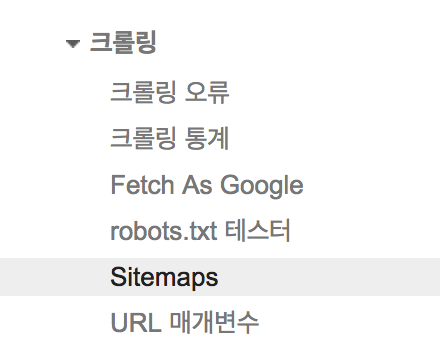 크롤링
크롤링 오류
크롤링 통계
Fetch As Google
robots.txt 테스터
Sitemaps
URL 매개변수